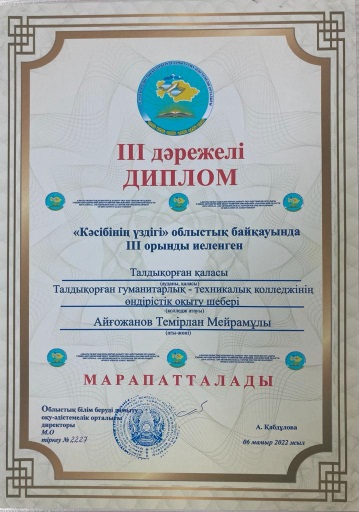 III дәрежелі
ДИПЛОМ
«Кәсібінің үздігі» облыстық байқауында
III орынды иеленген
Талдықорған қаласы
(ауданы, қаласы)
Талдықорған гуманитарлық - техникалық колледжінің
өндірістік оқыту шебері
(колледж атауы)
Айғожанов Темірлан Мейрамұлы
(аты-жөні)
МАРАПАТТАЛАДЫ
Облыстық білім беруді дамыту
оқу-әдістемелік орталығы
директоры
А. Қабдулова
М.О
тіркеу № 2227
06 мамыр 2022 жыл